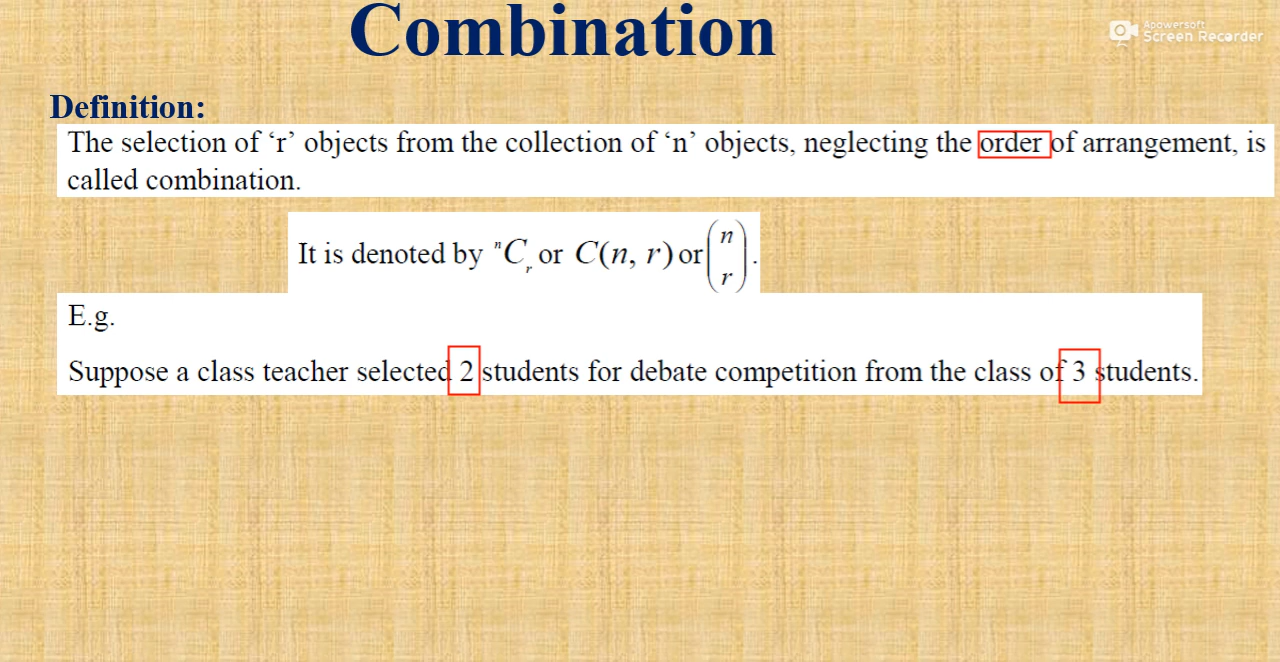 Combination
Apowersoft
Screen Recorder
Definition:
The selection of ‘r’ objects from the collection of ‘n’ objects, neglecting the order of arrangement, is
called combination.
It is denoted by ⁿCᵣ or C(n, r) or (n r).
E.g.
Suppose a class teacher selected 2 students for debate competition from the class of 3 students.